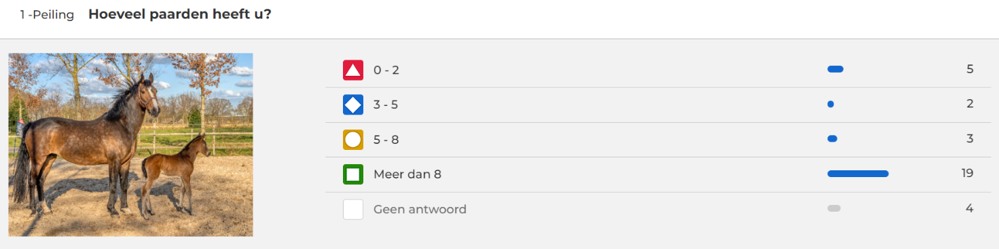 1 -Peiling Hoeveel paarden heeft u?
0 - 2 5
3 - 5 2
5 - 8 3
Meer dan 8 19
Geen antwoord 4